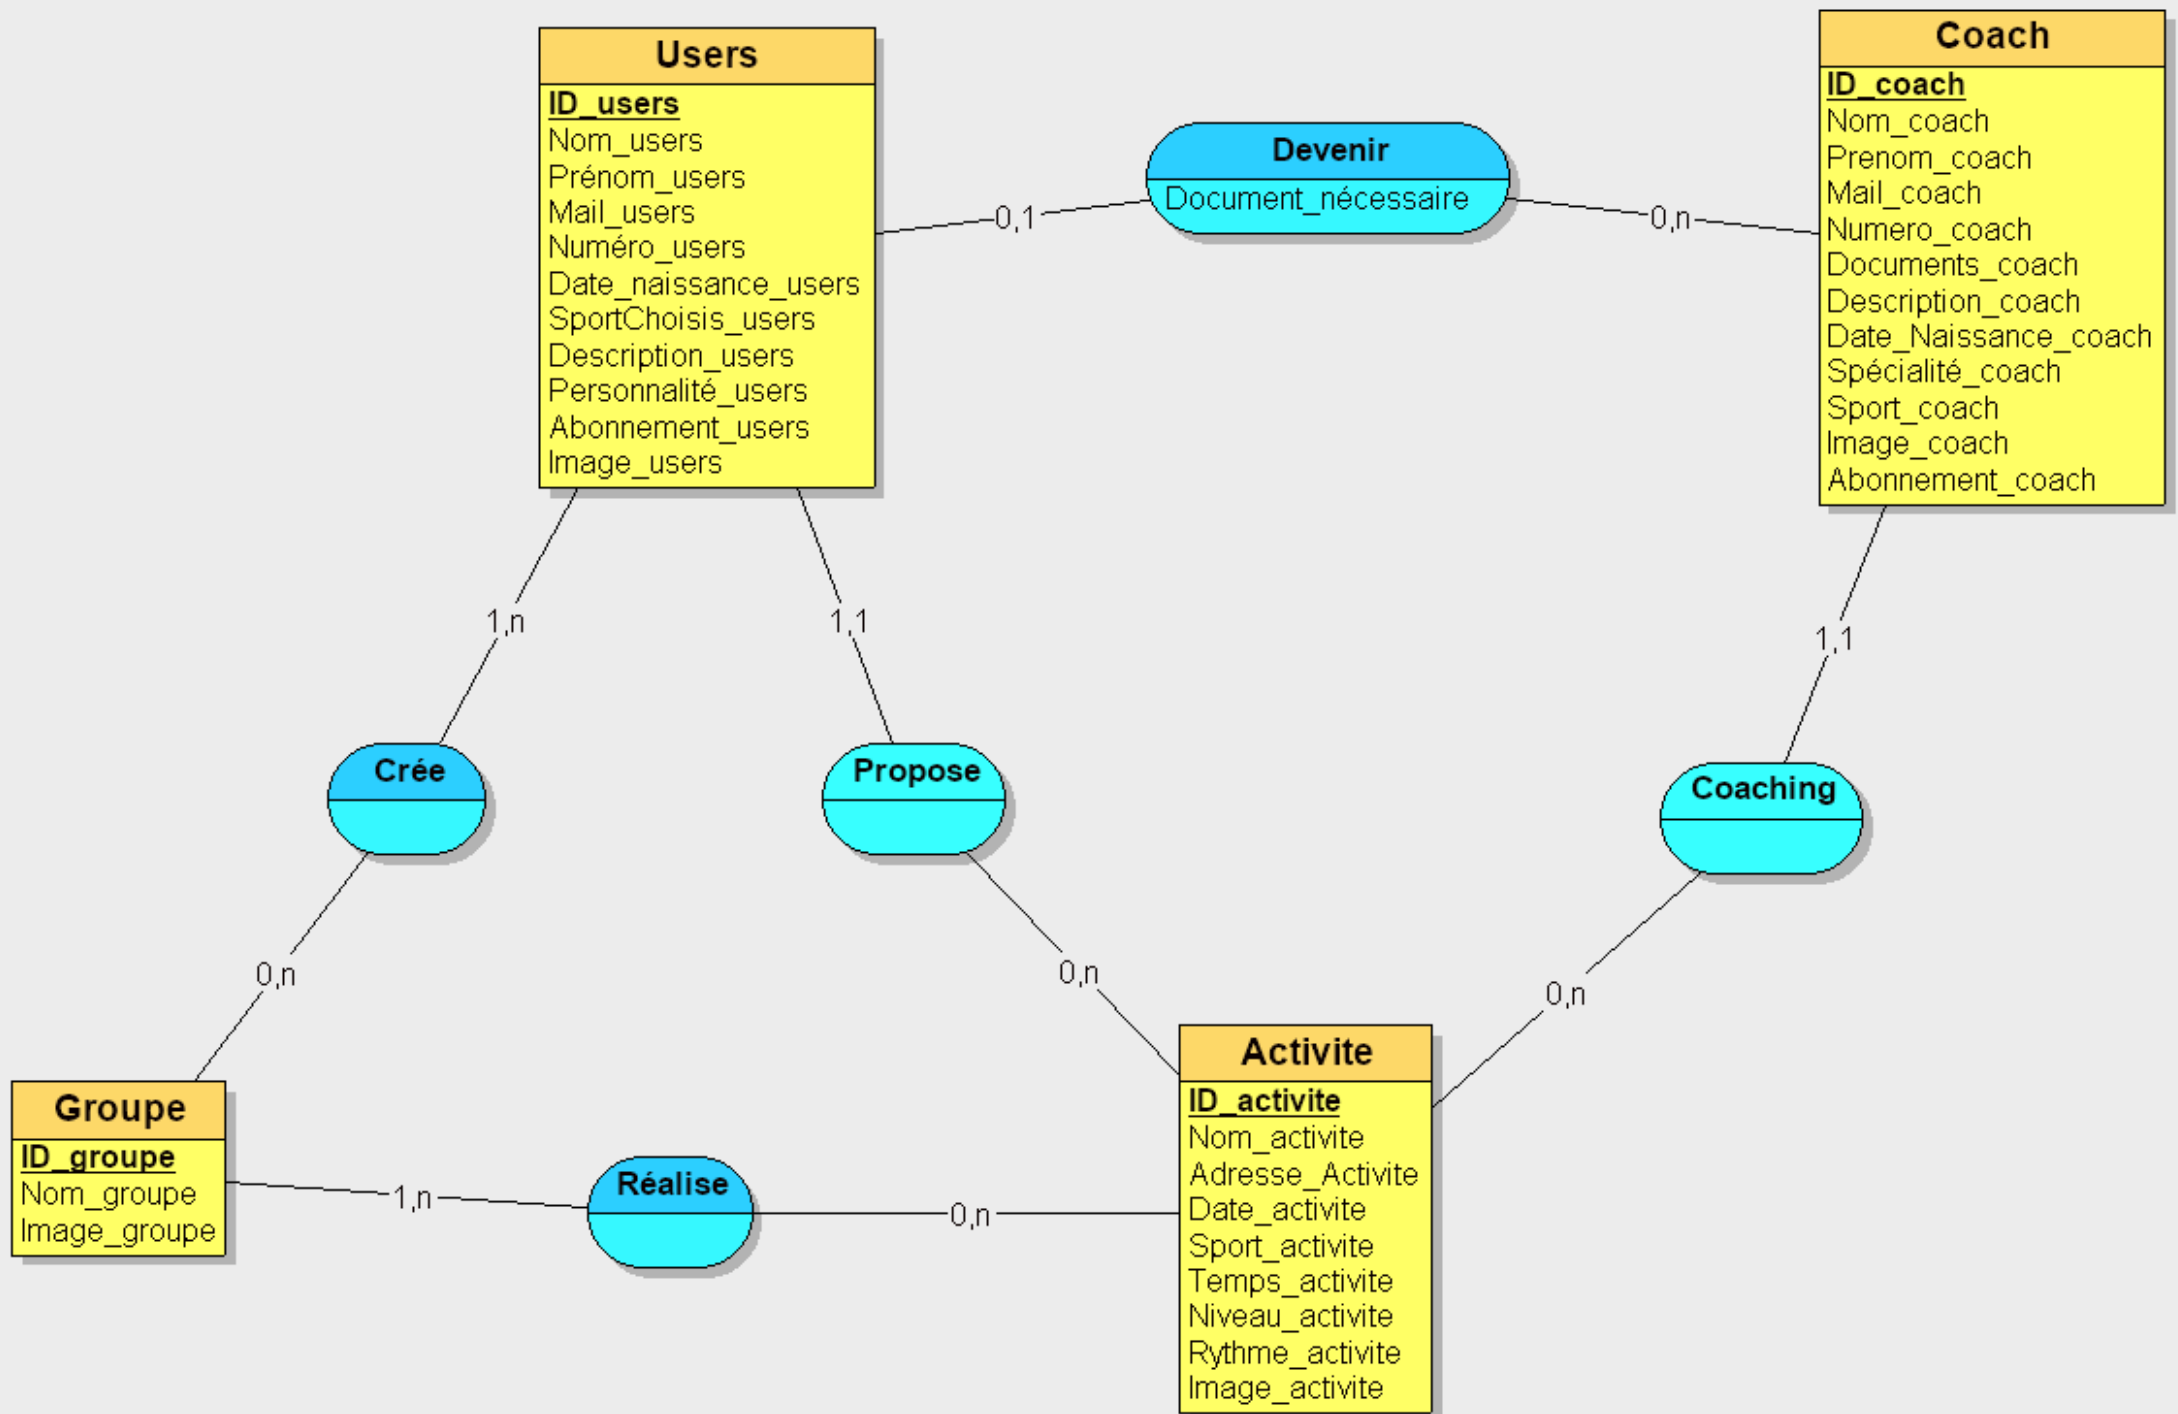 Users
ID_users
Nom_users
Prénom_users
Mail_users
Numéro_users
Date_naissance_users
SportChoisis_users
Description_users
Personnalité_users
Abonnement_users
Image_users
0,1
Devenir
Document_nécessaire
0,n
Coach
ID_coach
Nom_coach
Prenom_coach
Mail_coach
Numero_coach
Documents_coach
Description_coach
Date_Naissance_coach
Spécialité_coach
Sport_coach
Image_coach
Abonnement_coach
1,n
1,1
1,1
Crée
Propose
Coaching
0,n
0,n
0,n
Groupe
ID_groupe
Nom_groupe
Image_groupe
1,n
Réalise
0,n
Activite
ID_activite
Nom_activite
Adresse_Activite
Date_activite
Sport_activite
Temps_activite
Niveau_activite
Rythme_activite
Image_activite